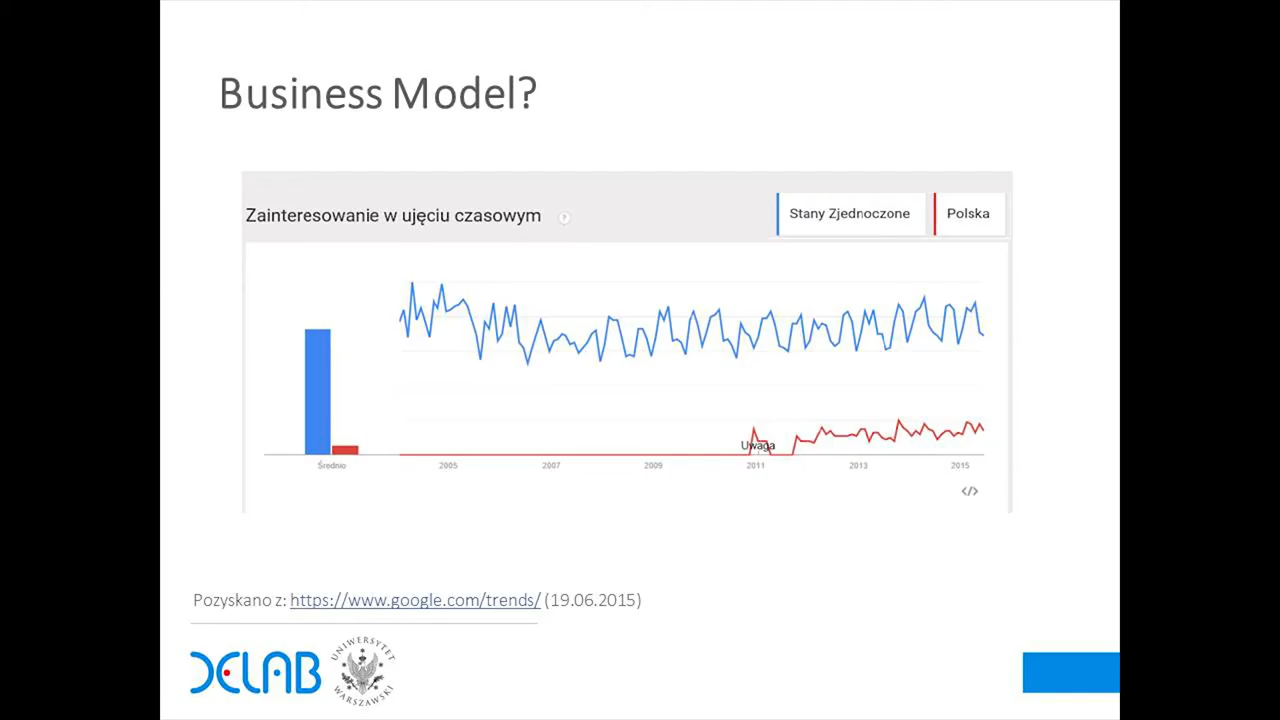 Business Model?
Zainteresowanie w ujęciu czasowym ?
Stany Zjednoczone
Polska
Uwaga
Średnio 2005 2007 2009 2011 2013 2015
</>
Pozyskano z: https://www.google.com/trends/ (19.06.2015)
DELAB
UNIWERSYTET
WARSZAWSKI